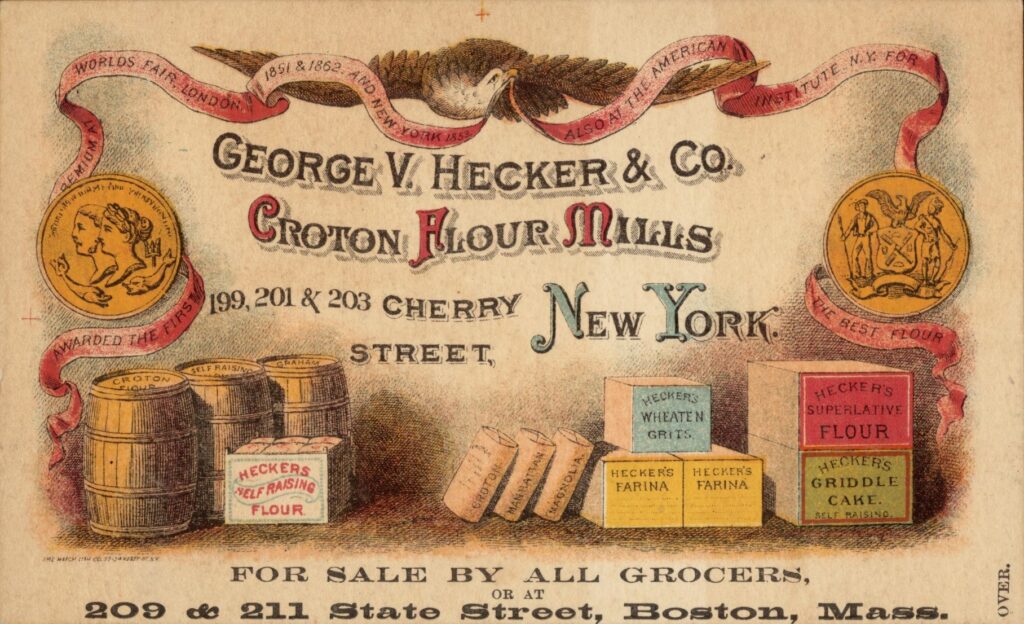 AWARDED THE FIRST
PREMIUM AT
WORLDS FAIR, LONDON,
1851 & 1862. AND NEW YORK 1853.
ALSO AT THE AMERICAN
INSTITUTE. N.Y. FOR
THE BEST FLOUR
GEORGE V. HECKER & CO.
CROTON FLOUR MILLS
199, 201 & 203 CHERRY
STREET,
NEW YORK.
CROTON
FLOUR
SELF RAISING
GRAHAM
HECKERS
SELF RAISING
FLOUR
CROTON
MANHATTAN
MAGNOLIA
HECKER'S
WHEATEN
GRITS.
HECKER'S
FARINA
HECKER'S
FARINA
HECKER'S
SUPERLATIVE
FLOUR
HECKERS
GRIDDLE
CAKE.
SELF RAISING.
FOR SALE BY ALL GROCERS,
OR AT
209 & 211 State Street, Boston, Mass.
OVER.